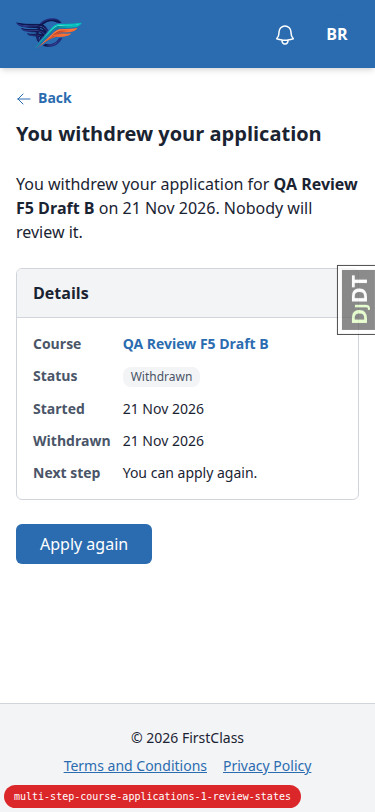 BR
← Back
You withdrew your application
You withdrew your application for QA Review
F5 Draft B on 21 Nov 2026. Nobody will
review it.
Details
DjDT
Course QA Review F5 Draft B
Status Withdrawn
Started 21 Nov 2026
Withdrawn 21 Nov 2026
Next step You can apply again.
Apply again
© 2026 FirstClass
Terms and Conditions Privacy Policy
multi-step-course-applications-1-review-states